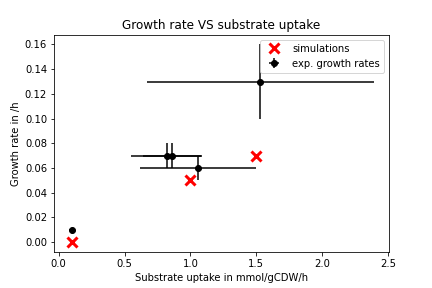 Growth rate VS substrate uptake
simulations
exp. growth rates
Growth rate in /h
0.16
0.14
0.12
0.10
0.08
0.06
0.04
0.02
0.00
0.0 0.5 1.0 1.5 2.0 2.5
Substrate uptake in mmol/gCDW/h